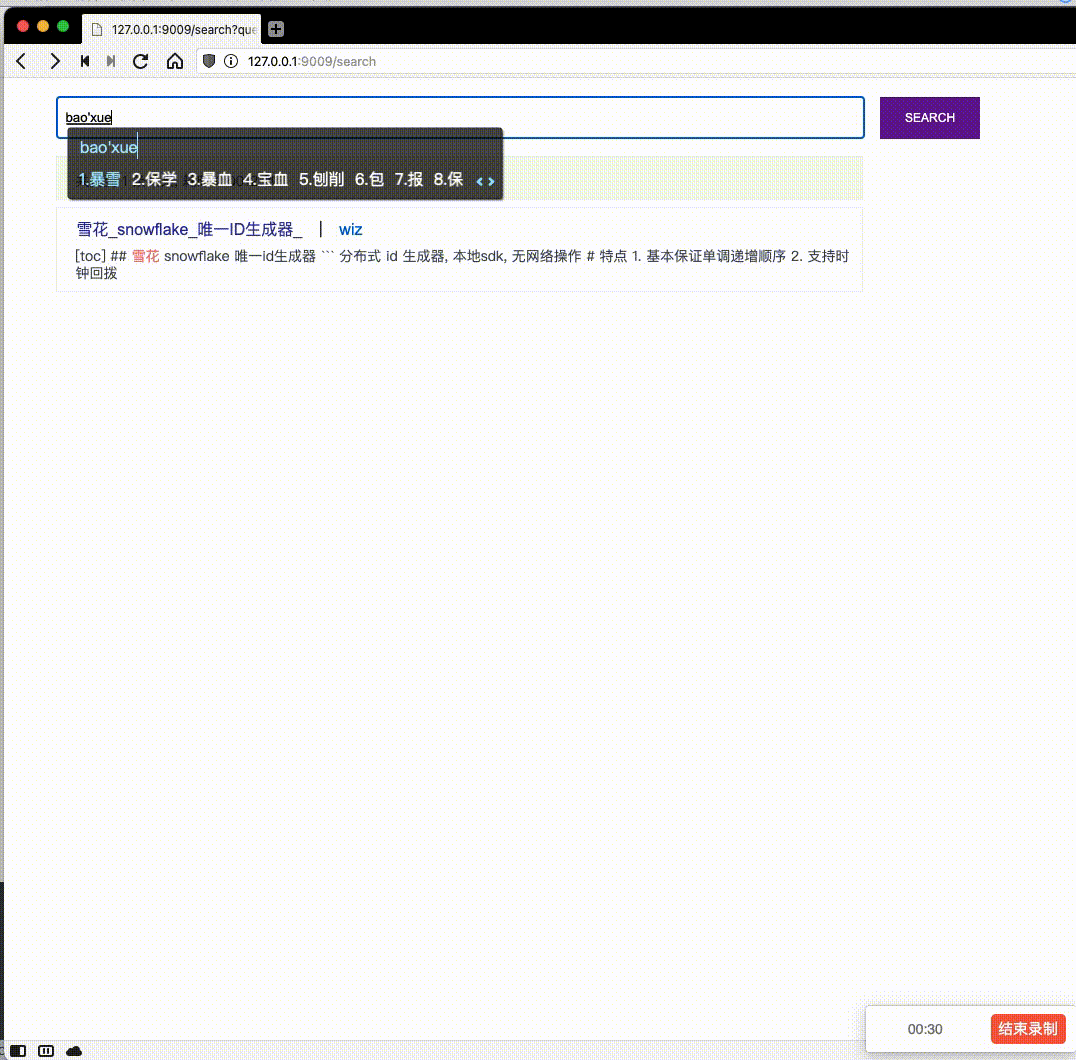 127.0.0.1:9009/search?que
127.0.0.1:9009/search
bao'xue
SEARCH
bao'xue
1.暴雪 2.保学 3.暴血 4.宝血 5.刨削 6.包 7.报 8.保
雪花_snowflake_唯一ID生成器_ | wiz
[toc] ## 雪花 snowflake 唯一id生成器 ``` 分布式 id 生成器, 本地sdk, 无网络操作 # 特点 1. 基本保证单调递增顺序 2. 支持时
钟回拨
00:30 结束录制